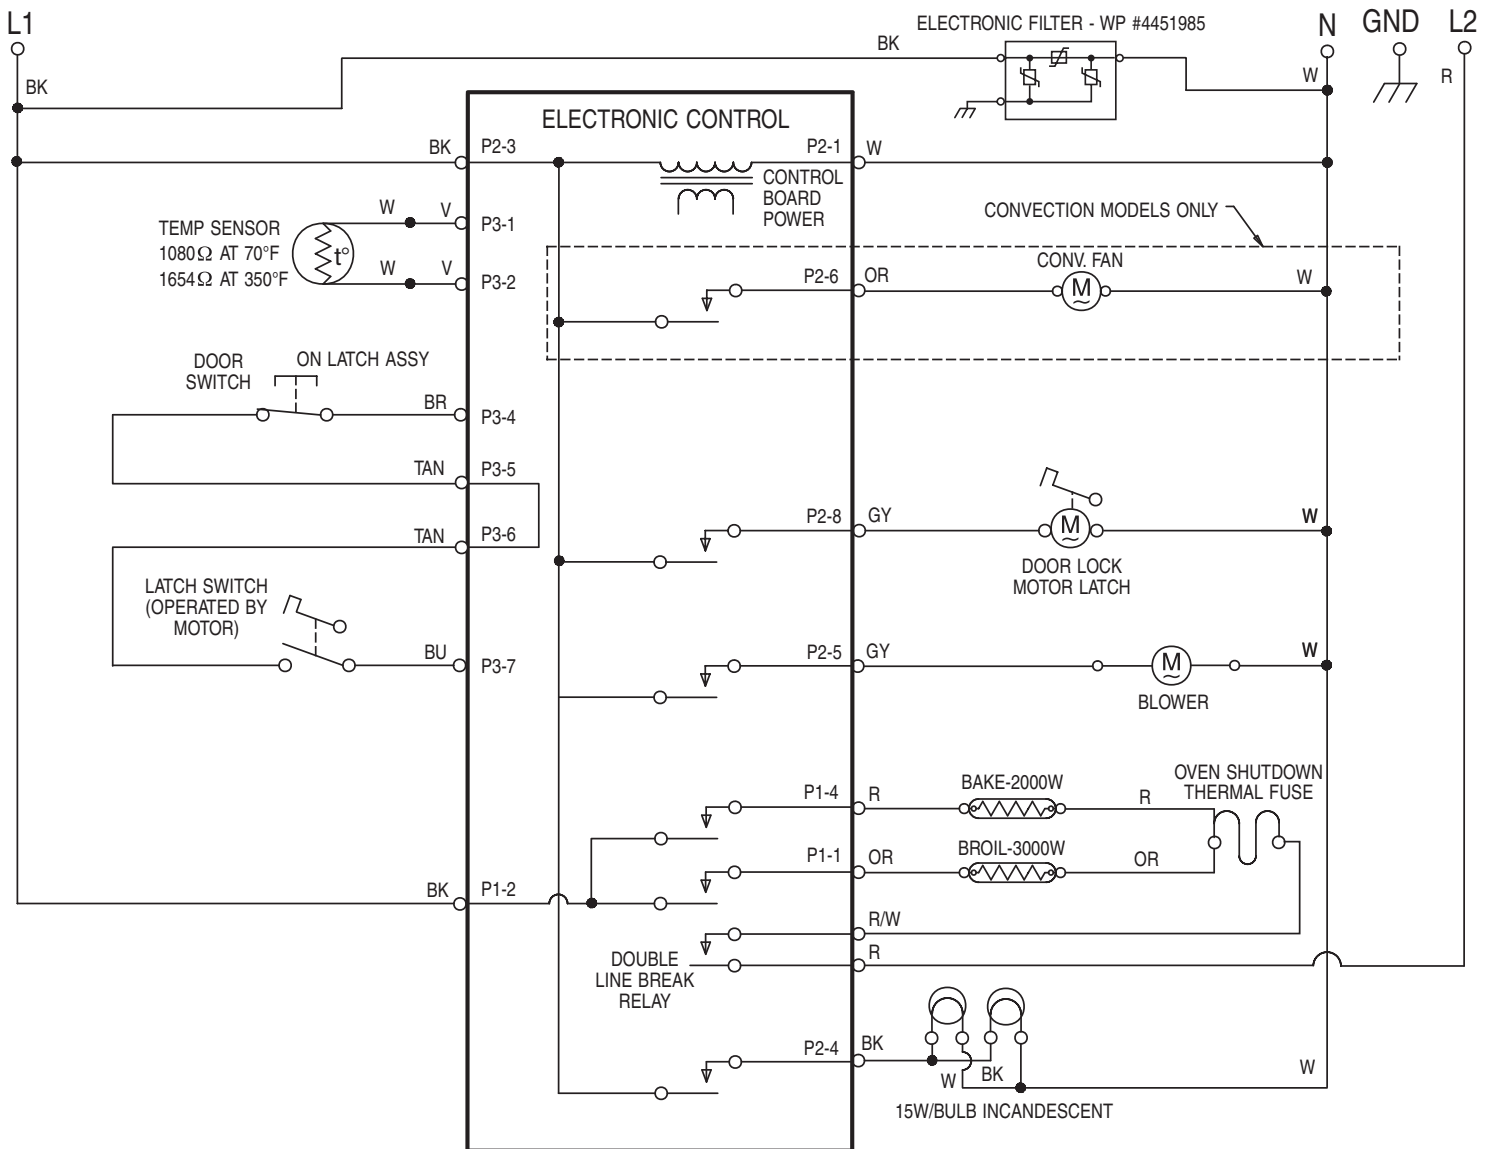 L1
ELECTRONIC FILTER - WP #4451985
N
GND
L2
BK
BK
W
R
ELECTRONIC CONTROL
BK
P2-3
P2-1
W
CONTROL
BOARD
POWER
TEMP SENSOR
1080Ω AT 70°F
1654Ω AT 350°F
t°
W
V
P3-1
W
V
P3-2
CONVECTION MODELS ONLY
P2-6
OR
CONV. FAN
M
W
DOOR
SWITCH
ON LATCH ASSY
BR
P3-4
TAN
P3-5
TAN
P3-6
P2-8
GY
M
W
DOOR LOCK
MOTOR LATCH
LATCH SWITCH
(OPERATED BY
MOTOR)
BU
P3-7
P2-5
GY
M
W
BLOWER
P1-4
R
BAKE-2000W
R
OVEN SHUTDOWN
THERMAL FUSE
P1-1
OR
BROIL-3000W
OR
BK
P1-2
R/W
R
DOUBLE
LINE BREAK
RELAY
P2-4
BK
W
BK
W
15W/BULB INCANDESCENT